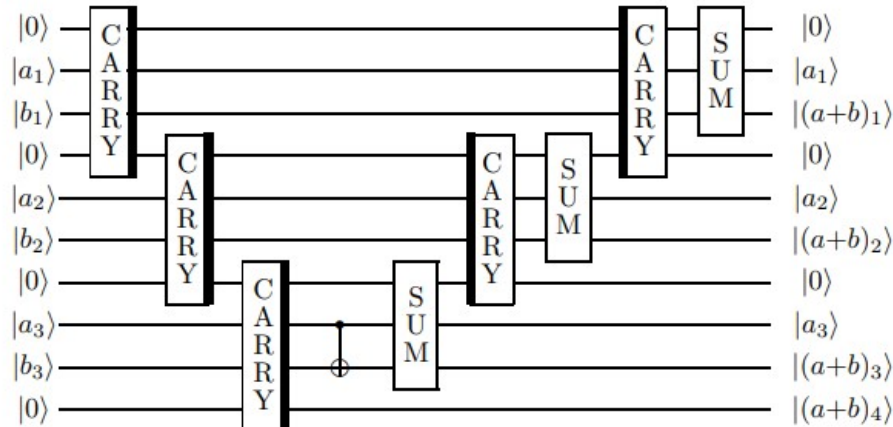 |0⟩ CARRY CARRY SUM |0⟩
|a₁⟩ |a₁⟩
|b₁⟩ |(a+b)₁⟩
|0⟩ CARRY CARRY SUM |0⟩
|a₂⟩ |a₂⟩
|b₂⟩ |(a+b)₂⟩
|0⟩ CARRY SUM |0⟩
|a₃⟩ |a₃⟩
|b₃⟩ |(a+b)₃⟩
|0⟩ |(a+b)₄⟩